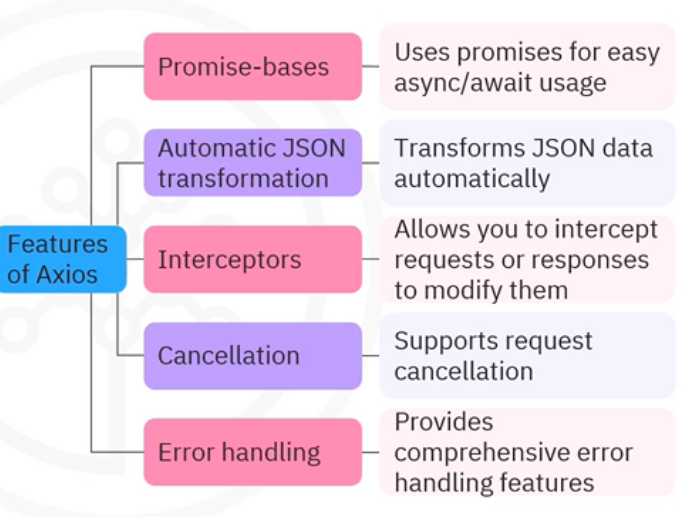 Features
of Axios
Promise-bases
Uses promises for easy
async/await usage
Automatic JSON
transformation
Transforms JSON data
automatically
Interceptors
Allows you to intercept
requests or responses
to modify them
Cancellation
Supports request
cancellation
Error handling
Provides
comprehensive error
handling features